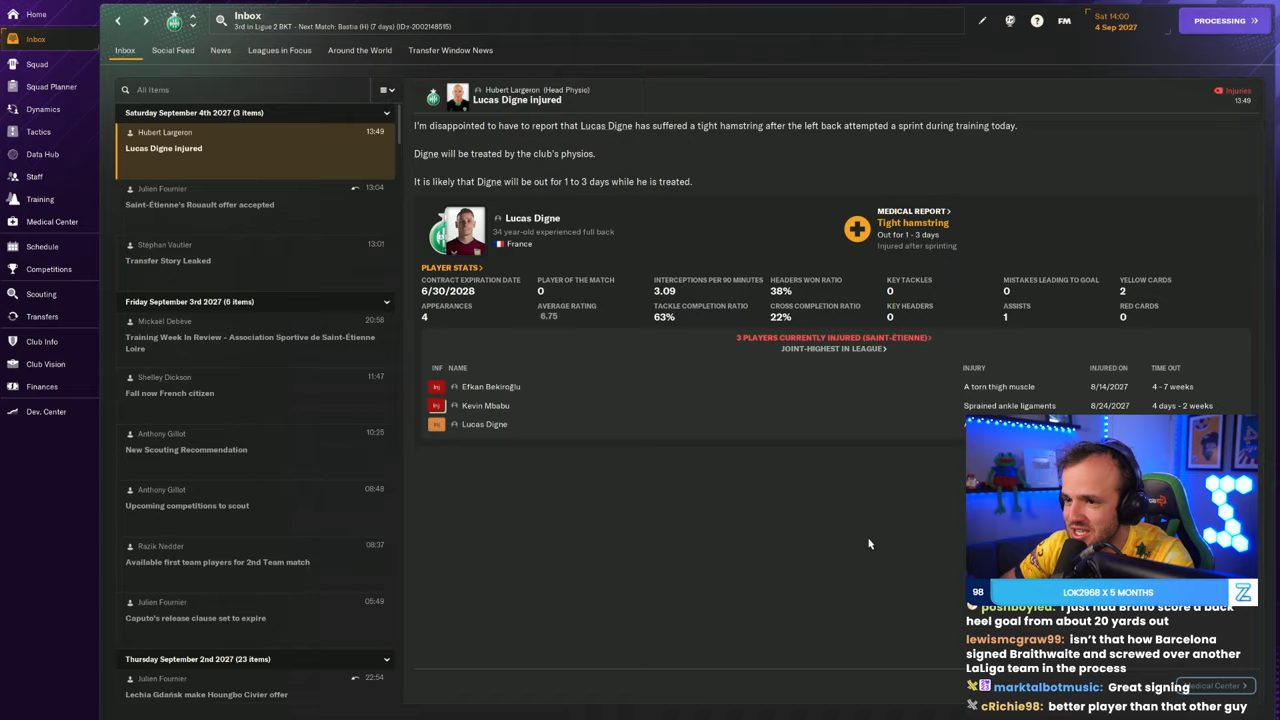 Home
Inbox
Squad
Squad Planner
Dynamics
Tactics
Data Hub
Staff
Training
Medical Center
Schedule
Competitions
Scouting
Transfers
Club Info
Club Vision
Finances
Dev. Center
Inbox
3rd in Ligue 2 BKT - Next Match: Bastia (H) (7 days) (ID:r-2002148515)
FM
Sat 14:00
4 Sep 2027
PROCESSING
Inbox
Social Feed
News
Leagues in Focus
Around the World
Transfer Window News
All Items
Saturday September 4th 2027 (3 items)
Hubert Largeron
13:49
Lucas Digne injured
Julien Fournier
13:04
Saint-Étienne's Rouault offer accepted
Stéphan Vautier
13:01
Transfer Story Leaked
Friday September 3rd 2027 (6 items)
Mickaël Debève
20:58
Training Week In Review - Association Sportive de Saint-Étienne
Loire
Shelley Dickson
11:47
Fall now French citizen
Anthony Gillot
10:25
New Scouting Recommendation
Anthony Gillot
08:48
Upcoming competitions to scout
Razik Nedder
08:37
Available first team players for 2nd Team match
Julien Fournier
05:49
Caputo's release clause set to expire
Thursday September 2nd 2027 (23 items)
Julien Fournier
22:54
Lechia Gdańsk make Houngbo Civier offer
Hubert Largeron (Head Physio)
Lucas Digne injured
Injuries
13:49
I'm disappointed to have to report that Lucas Digne has suffered a tight hamstring after the left back attempted a sprint during training today.
Digne will be treated by the club's physios.
It is likely that Digne will be out for 1 to 3 days while he is treated.
Lucas Digne
34 year-old experienced full back
France
MEDICAL REPORT
Tight hamstring
Out for 1 - 3 days
Injured after sprinting
PLAYER STATS
CONTRACT EXPIRATION DATE
PLAYER OF THE MATCH
INTERCEPTIONS PER 90 MINUTES
HEADERS WON RATIO
KEY TACKLES
MISTAKES LEADING TO GOAL
YELLOW CARDS
6/30/2028
0
3.09
38%
0
0
2
APPEARANCES
AVERAGE RATING
TACKLE COMPLETION RATIO
CROSS COMPLETION RATIO
KEY HEADERS
ASSISTS
RED CARDS
4
6.75
63%
22%
0
1
0
3 PLAYERS CURRENTLY INJURED (SAINT-ÉTIENNE)
JOINT-HIGHEST IN LEAGUE
INF NAME
INJURY
INJURED ON
TIME OUT
Inj
Efkan Bekiroğlu
A torn thigh muscle
8/14/2027
4 - 7 weeks
Inj
Kevin Mbabu
Sprained ankle ligaments
8/24/2027
4 days - 2 weeks
Inj
Lucas Digne
98
LOK2968 X 5 MONTHS
Z
poshboyled: I just had Bruno score a back
heel goal from about 20 yards out
lewismcgraw99: isn't that how Barcelona
signed Braithwaite and screwed over another
LaLiga team in the process
marktalbotmusic: Great signing
Medical Center
cRichie98: better player than that other guy